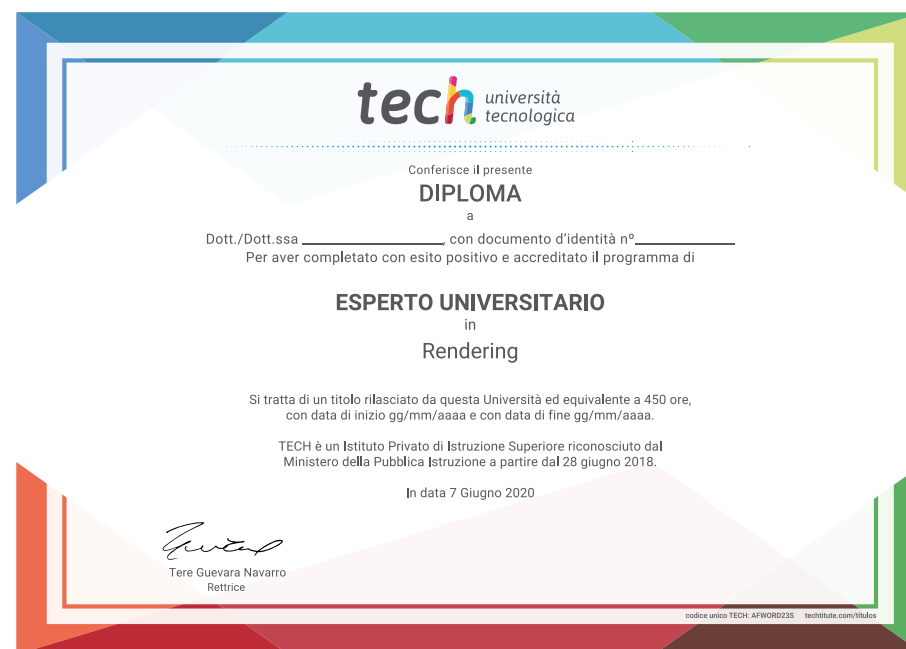 tech università
tecnologica
Conferisce il presente
DIPLOMA
a
Dott./Dott.ssa ____________________, con documento d'identità nº______________
Per aver completato con esito positivo e accreditato il programma di
ESPERTO UNIVERSITARIO
in
Rendering
Si tratta di un titolo rilasciato da questa Università ed equivalente a 450 ore,
con data di inizio gg/mm/aaaa e con data di fine gg/mm/aaaa.
TECH è un Istituto Privato di Istruzione Superiore riconosciuto dal
Ministero della Pubblica Istruzione a partire dal 28 giugno 2018.
In data 7 Giugno 2020
Tere Guevara Navarro
Rettrice
codice unico TECH: AFWORD23S techtitute.com/titulos